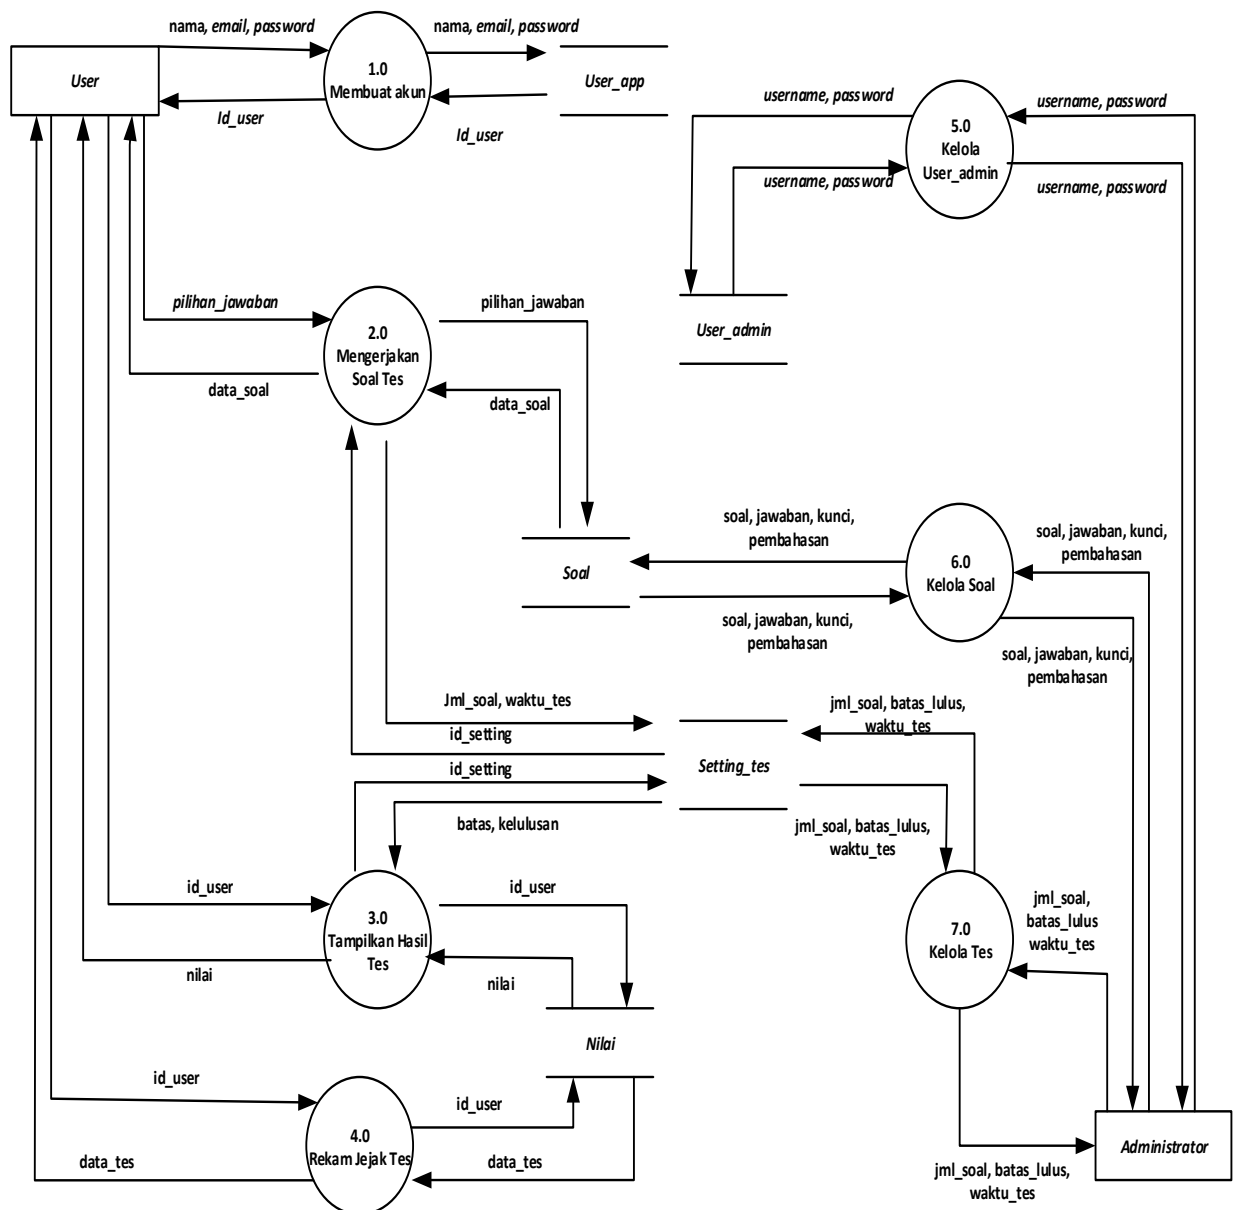 nama, email, password
nama, email, password
User
1.0
Membuat akun
User_app
Id_user
Id_user
username, password
username, password
5.0
Kelola
User_admin
username, password
username, password
pilihan_jawaban
pilihan_jawaban
2.0
Mengerjakan
Soal Tes
User_admin
data_soal
data_soal
soal, jawaban, kunci,
pembahasan
soal, jawaban, kunci,
pembahasan
6.0
Kelola Soal
Soal
soal, jawaban, kunci,
pembahasan
soal, jawaban, kunci,
pembahasan
Jml_soal, waktu_tes
id_setting
jml_soal, batas_lulus,
waktu_tes
Setting_tes
id_setting
batas, kelulusan
jml_soal, batas_lulus,
waktu_tes
id_user
id_user
3.0
Tampilkan Hasil
Tes
7.0
Kelola Tes
jml_soal,
batas_lulus
waktu_tes
nilai
nilai
Nilai
id_user
id_user
4.0
Rekam Jejak Tes
data_tes
data_tes
Administrator
jml_soal, batas_lulus,
waktu_tes